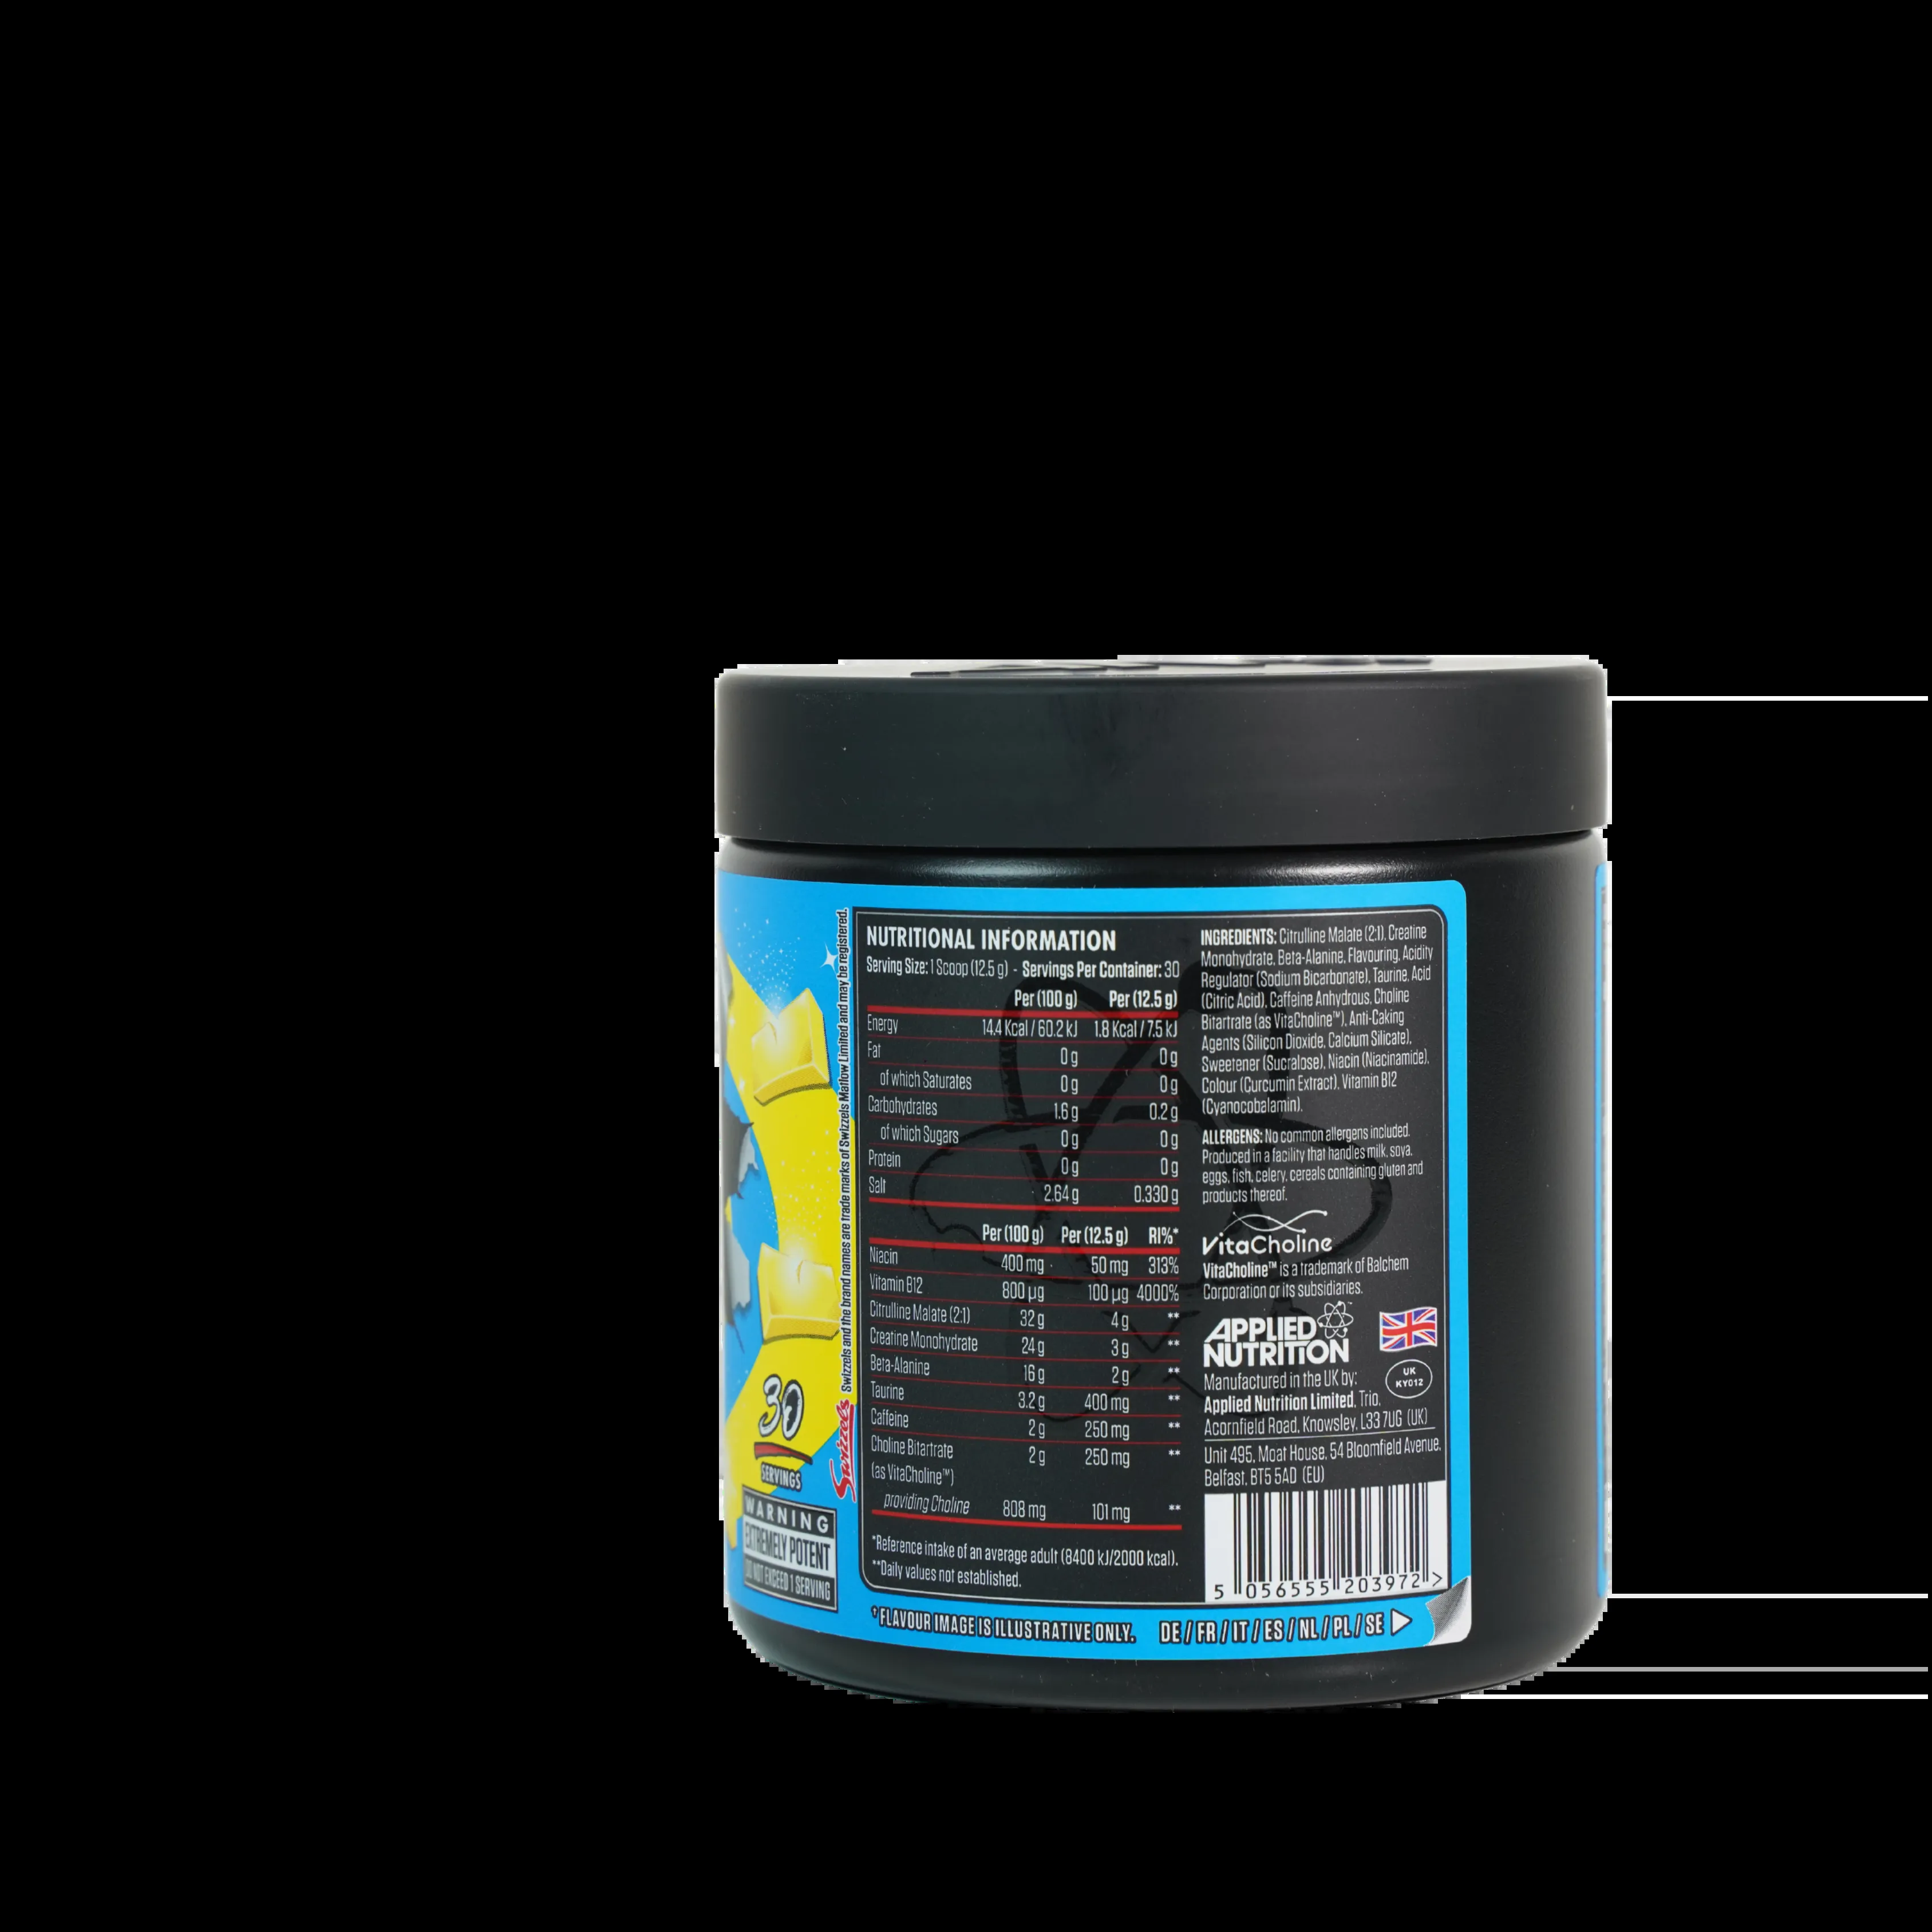 Swizzels and the brand names are trade marks of Swizzels Matlow Limited and may be registered.
Swizzels
30
SERVINGS
WARNING
EXTREMELY POTENT
DO NOT EXCEED 1 SERVING
NUTRITIONAL INFORMATION
Serving Size: 1 Scoop (12.5 g) - Servings Per Container: 30
Per (100 g) Per (12.5 g)
Energy 14.4 Kcal / 60.2 kJ 1.8 Kcal / 7.5 kJ
Fat 0 g 0 g
of which Saturates 0 g 0 g
Carbohydrates 1.6 g 0.2 g
of which Sugars 0 g 0 g
Protein 0 g 0 g
Salt 2.64 g 0.330 g
Per (100 g) Per (12.5 g) RI%*
Niacin 400 mg 50 mg 313%
Vitamin B12 800 µg 100 µg 4000%
Citrulline Malate (2:1) 32 g 4 g **
Creatine Monohydrate 24 g 3 g **
Beta-Alanine 16 g 2 g **
Taurine 3.2 g 400 mg **
Caffeine 2 g 250 mg **
Choline Bitartrate 2 g 250 mg **
(as VitaCholine™)
providing Choline 808 mg 101 mg **
*Reference intake of an average adult (8400 kJ/2000 kcal).
**Daily values not established.
INGREDIENTS: Citrulline Malate (2:1), Creatine
Monohydrate, Beta-Alanine, Flavouring, Acidity
Regulator (Sodium Bicarbonate), Taurine, Acid
(Citric Acid), Caffeine Anhydrous, Choline
Bitartrate (as VitaCholine™), Anti-Caking
Agents (Silicon Dioxide, Calcium Silicate),
Sweetener (Sucralose), Niacin (Niacinamide),
Colour (Curcumin Extract), Vitamin B12
(Cyanocobalamin).
ALLERGENS: No common allergens included.
Produced in a facility that handles milk, soya,
eggs, fish, celery, cereals containing gluten and
products thereof.
VitaCholine
VitaCholine™ is a trademark of Balchem
Corporation or its subsidiaries.
APPLIED
NUTRITION
UK
KY012
Manufactured in the UK by:
Applied Nutrition Limited, Trio,
Acornfield Road, Knowsley, L33 7UG (UK)
Unit 495, Moat House, 54 Bloomfield Avenue,
Belfast, BT5 5AD (EU)
5 056555 203972 >
†FLAVOUR IMAGE IS ILLUSTRATIVE ONLY. DE / FR / IT / ES / NL / PL / SE